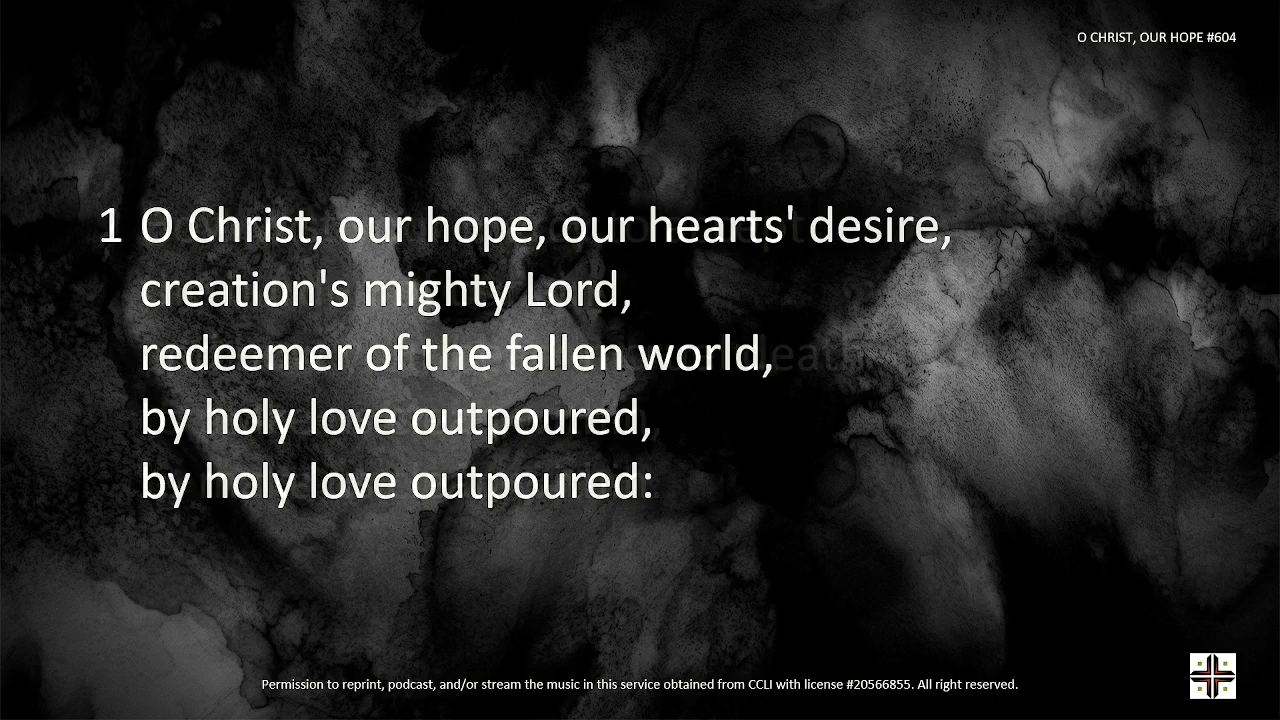 O CHRIST, OUR HOPE #604
1 O Christ, our hope, our hearts' desire,
creation's mighty Lord,
redeemer of the fallen world,
by holy love outpoured,
by holy love outpoured:
Permission to reprint, podcast, and/or stream the music in this service obtained from CCLI with license #20566855. All right reserved.